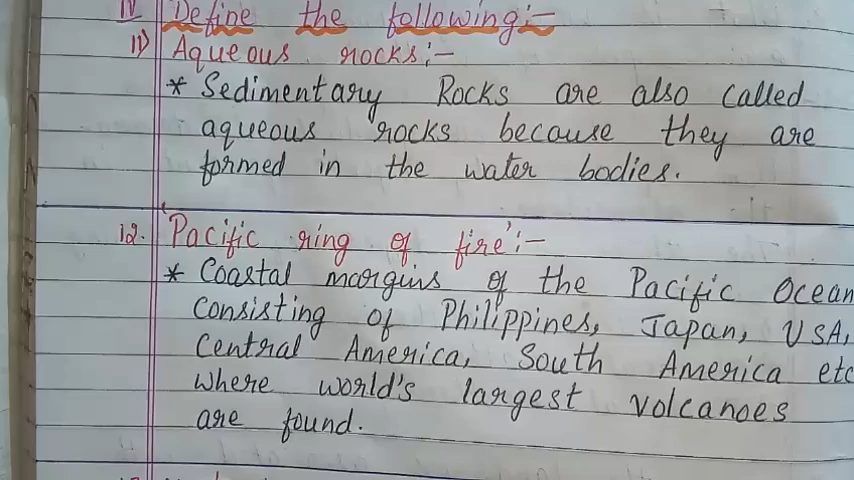 IV Define the following:-
11) Aqueous rocks:-
* Sedimentary Rocks are also called
aqueous rocks because they are
formed in the water bodies.
12. 'Pacific ring of fire':-
* Coastal margins of the Pacific Ocean
consisting of Philippines, Japan, USA,
Central America, South America etc
where world's largest volcanoes
are found.